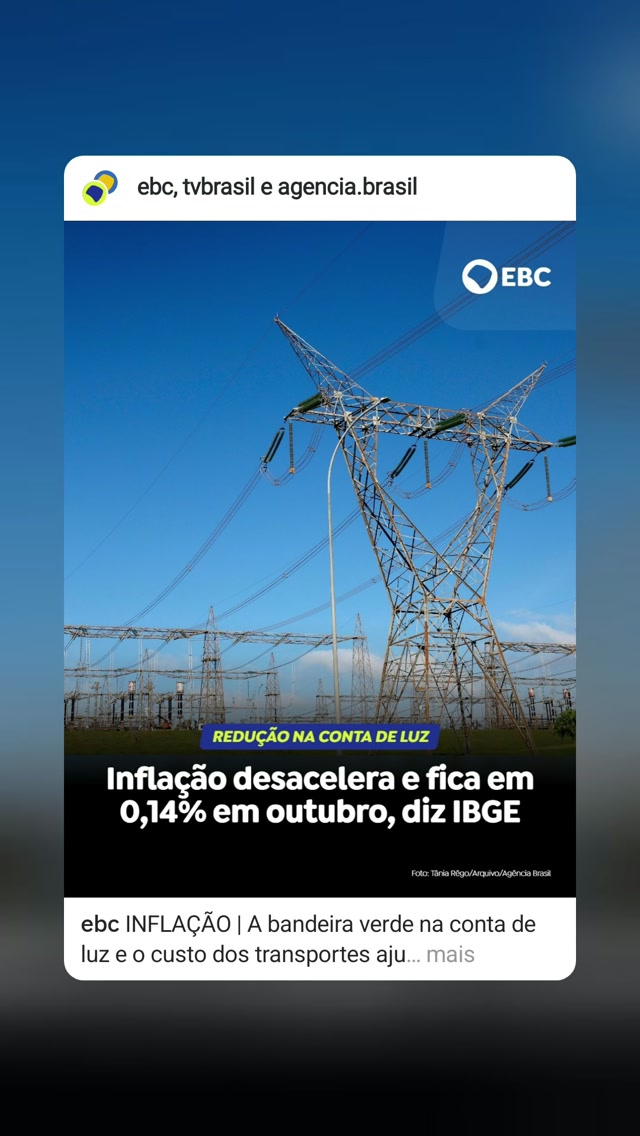 ebc, tvbrasil e agencia.brasil
EBC
REDUÇÃO NA CONTA DE LUZ
Inflação desacelera e fica em
0,14% em outubro, diz IBGE
Foto: Tânia Rêgo/Arquivo/Agência Brasil
ebc INFLAÇÃO | A bandeira verde na conta de
luz e o custo dos transportes aju... mais